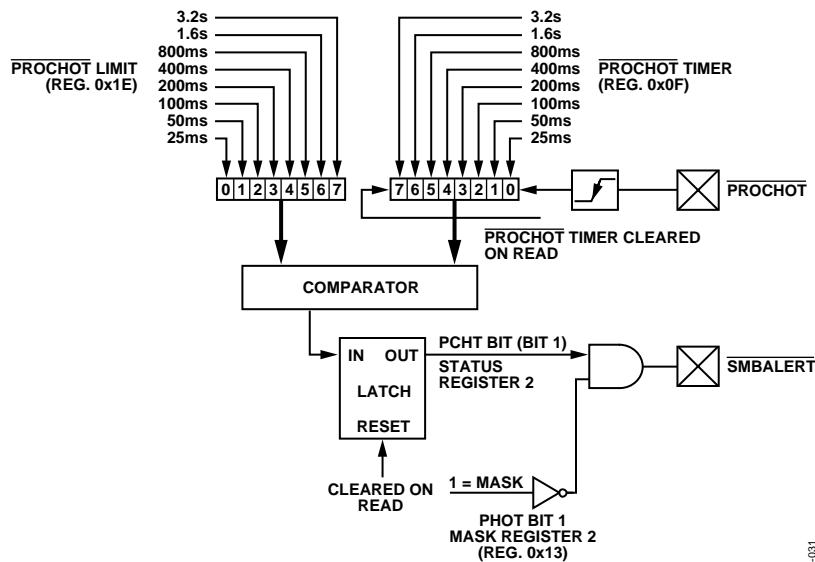 3.2s
1.6s
800ms
400ms
200ms
100ms
50ms
25ms
PROCHOT LIMIT
(REG. 0x1E)
3.2s
1.6s
800ms
400ms
200ms
100ms
50ms
25ms
PROCHOT TIMER
(REG. 0x0F)
0 1 2 3 4 5 6 7
7 6 5 4 3 2 1 0
PROCHOT
PROCHOT TIMER CLEARED
ON READ
COMPARATOR
IN OUT
LATCH
RESET
PCHT BIT (BIT 1)
STATUS
REGISTER 2
SMBALERT
CLEARED ON
READ
1 = MASK
PHOT BIT 1
MASK REGISTER 2
(REG. 0x13)
-031